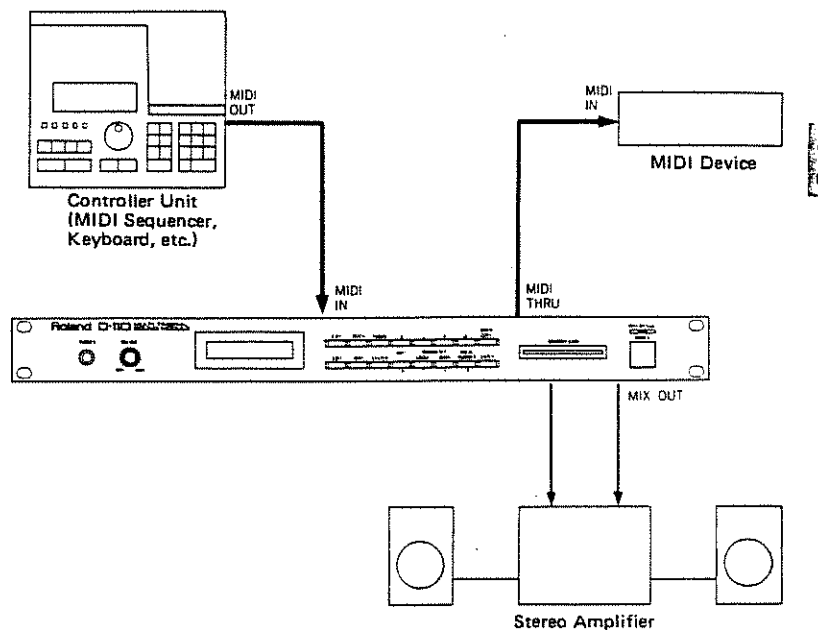 MIDI
OUT
MIDI
IN
MIDI Device
Controller Unit
(MIDI Sequencer,
Keyboard, etc.)
MIDI
IN
MIDI
THRU
Roland D-110
MIX OUT
Stereo Amplifier